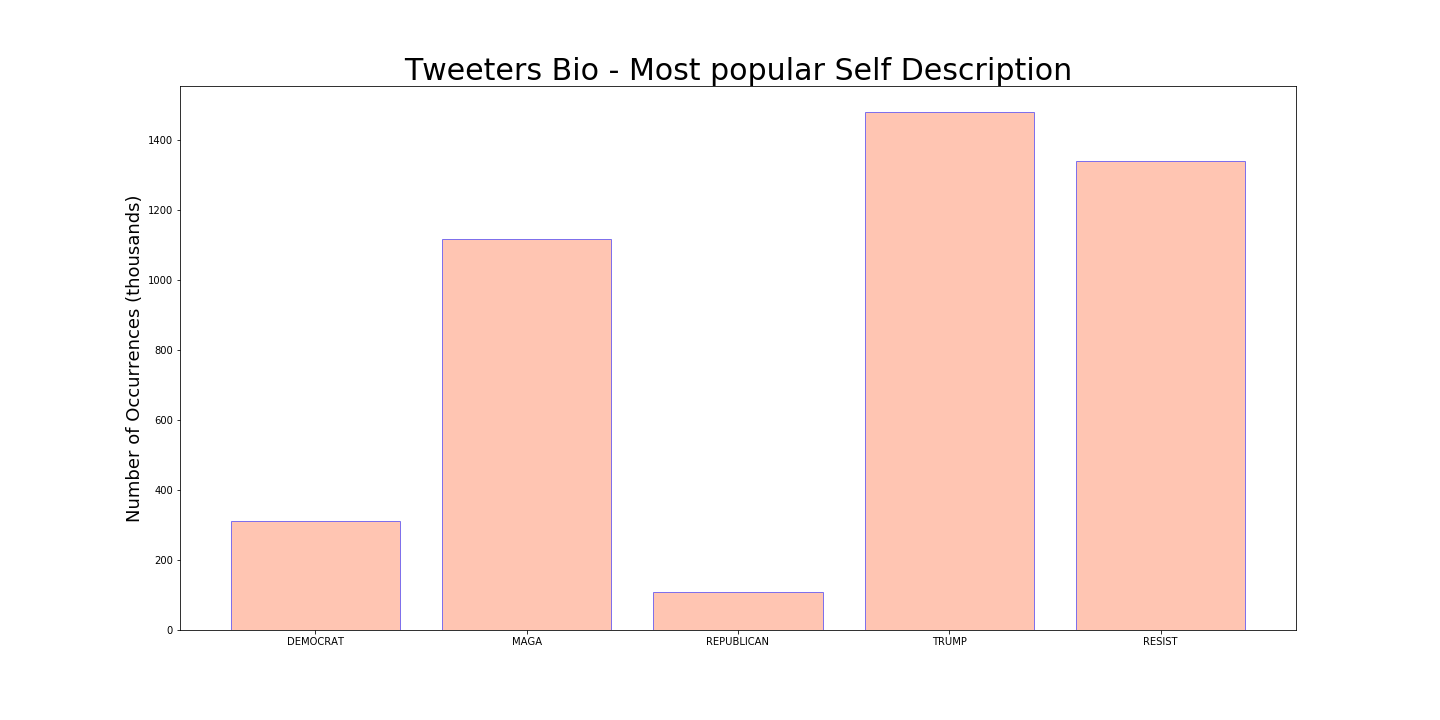 Tweeters Bio - Most popular Self Description
Number of Occurrences (thousands)
1400
1200
1000
800
600
400
200
0
DEMOCRAT MAGA REPUBLICAN TRUMP RESIST